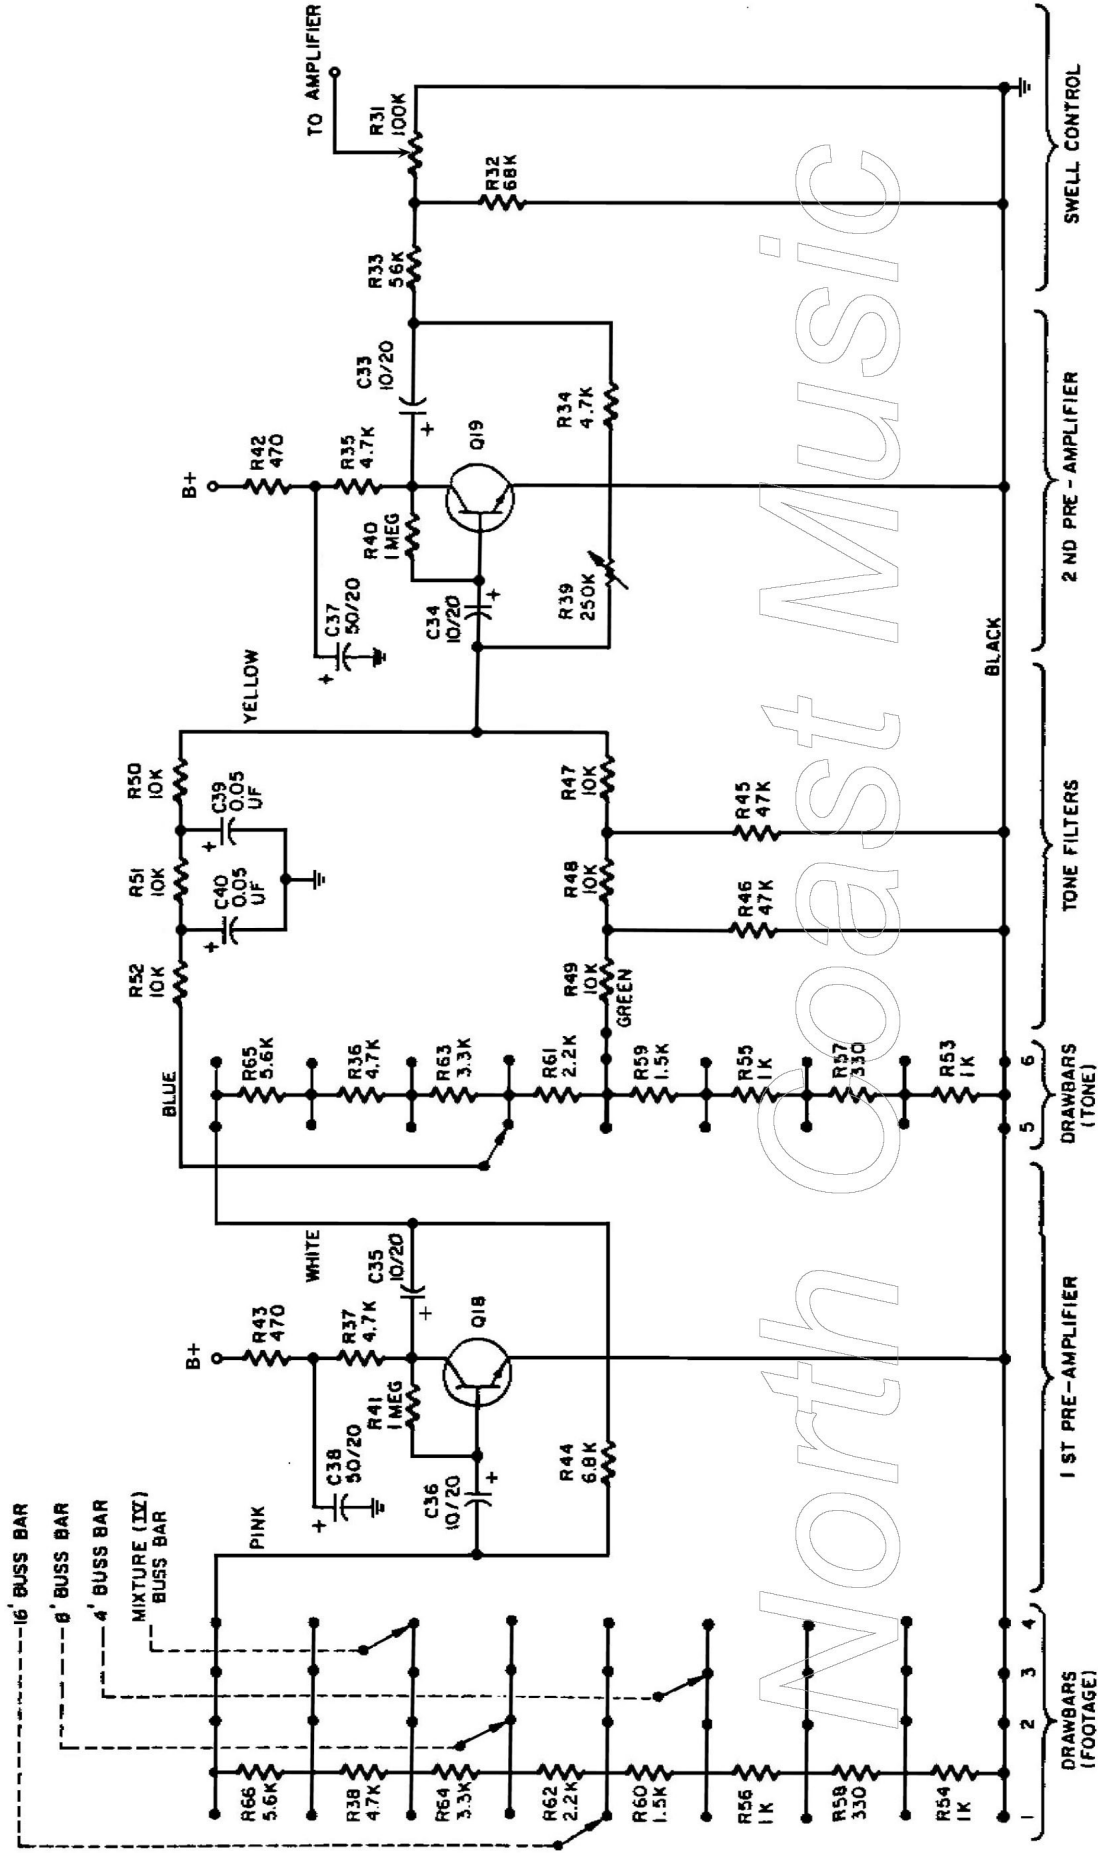 16' BUSS BAR
8' BUSS BAR
4' BUSS BAR
MIXTURE (IV)
BUSS BAR
PINK
R66
5.6K
R38
4.7K
R64
3.3K
R62
2.2K
R60
1.5K
R56
1K
R58
330
R54
1K
1
2
3
4
DRAWBARS
(FOOTAGE)
B+
R43
470
R37
4.7K
C38
50/20
+
R41
1 MEG
C36
10/20
+
Q18
C35
10/20
+
WHITE
R44
6.8K
1 ST PRE-AMPLIFIER
BLUE
R65
5.6K
R36
4.7K
R63
3.3K
R61
2.2K
R59
1.5K
R55
1K
R57
330
R53
1K
5
6
DRAWBARS
(TONE)
R52
10K
R51
10K
R50
10K
C40
0.05
UF
+
C39
0.05
UF
+
YELLOW
R49
10K
GREEN
R48
10K
R47
10K
R46
47K
R45
47K
TONE FILTERS
B+
R42
470
R35
4.7K
C37
50/20
+
R40
1 MEG
C34
10/20
+
Q19
C33
10/20
+
R39
250K
R34
4.7K
BLACK
2 ND PRE-AMPLIFIER
TO AMPLIFIER
R33
56K
R31
100K
R32
68K
SWELL CONTROL
North Coast Music